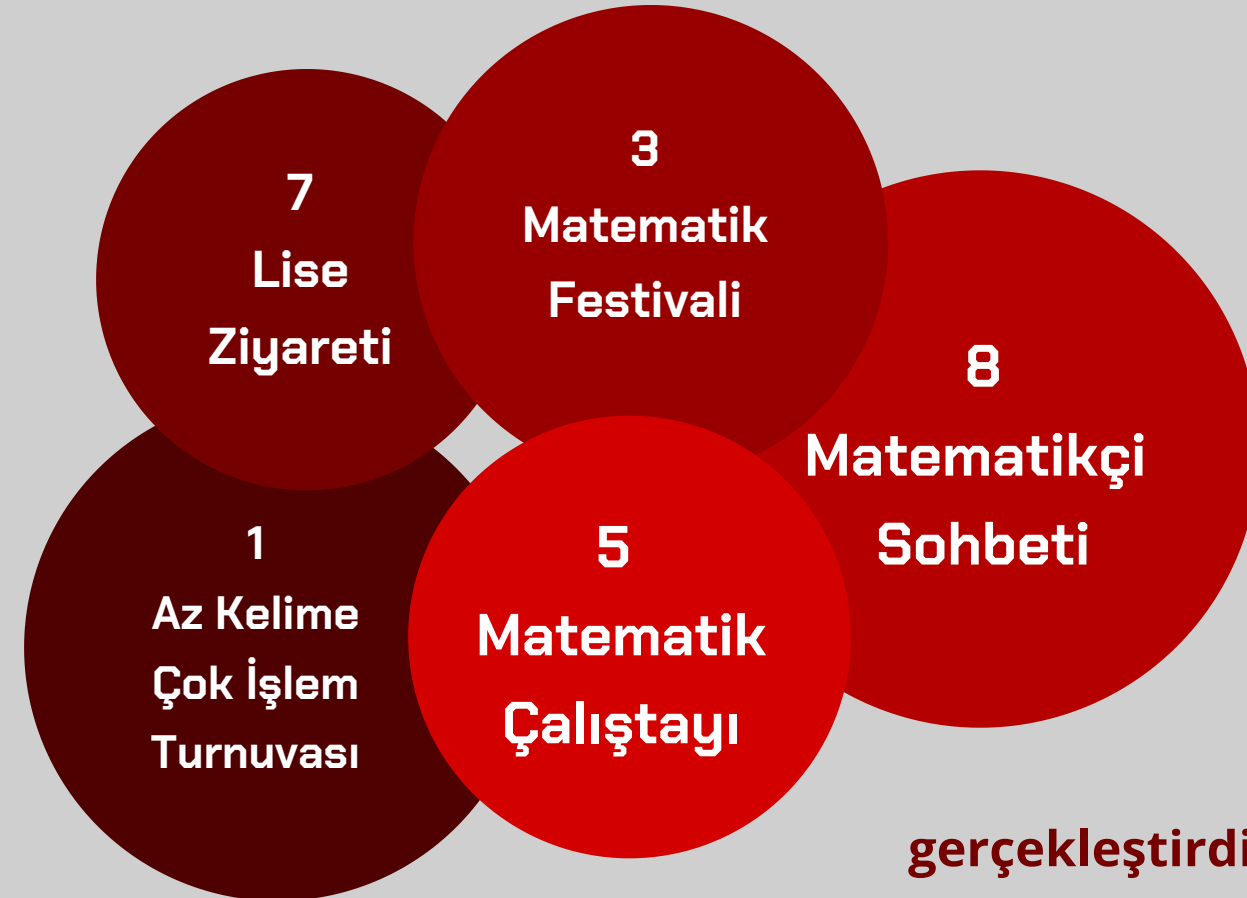 7
Lise
Ziyareti
3
Matematik
Festivali
8
Matematikçi
Sohbeti
1
Az Kelime
Çok İşlem
Turnuvası
5
Matematik
Çalıştayı
gerçekleştirdi